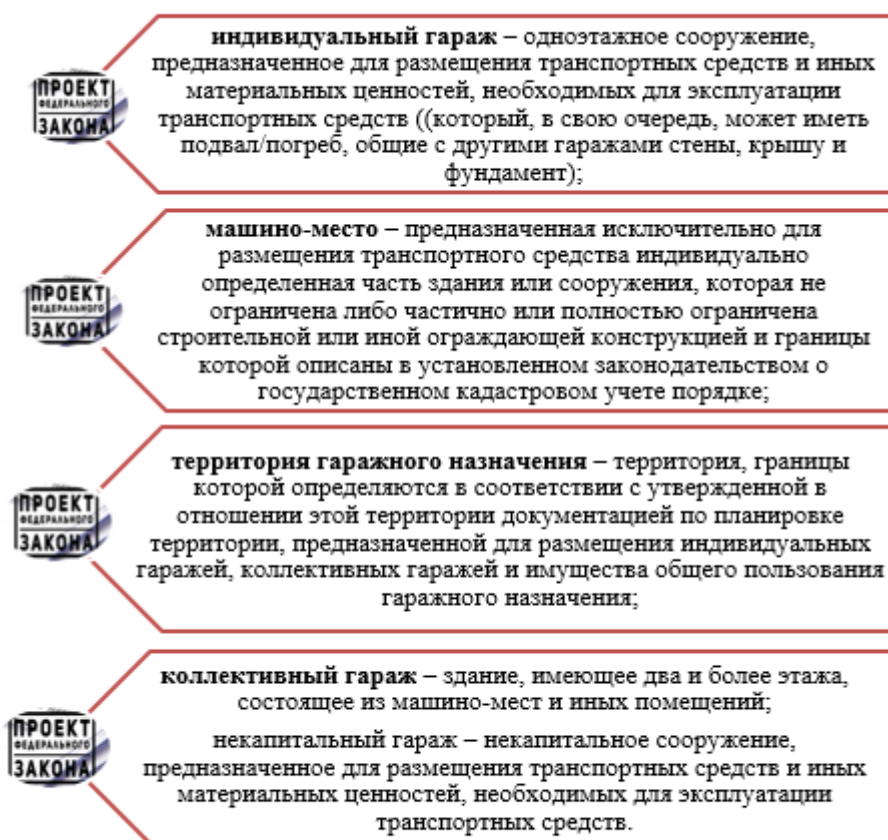 ПРОЕКТ
ФЕДЕРАЛЬНОГО
ЗАКОНА
индивидуальный гараж – одноэтажное сооружение,
предназначенное для размещения транспортных средств и иных
материальных ценностей, необходимых для эксплуатации
транспортных средств ((который, в свою очередь, может иметь
подвал/погреб, общие с другими гаражами стены, крышу и
фундамент);
ПРОЕКТ
ФЕДЕРАЛЬНОГО
ЗАКОНА
машино-место – предназначенная исключительно для
размещения транспортного средства индивидуально
определенная часть здания или сооружения, которая не
ограничена либо частично или полностью ограничена
строительной или иной ограждающей конструкцией и границы
которой описаны в установленном законодательством о
государственном кадастровом учете порядке;
ПРОЕКТ
ФЕДЕРАЛЬНОГО
ЗАКОНА
территория гаражного назначения – территория, границы
которой определяются в соответствии с утвержденной в
отношении этой территории документацией по планировке
территории, предназначенной для размещения индивидуальных
гаражей, коллективных гаражей и имущества общего пользования
гаражного назначения;
ПРОЕКТ
ФЕДЕРАЛЬНОГО
ЗАКОНА
коллективный гараж – здание, имеющее два и более этажа,
состоящее из машино-мест и иных помещений;
некапитальный гараж – некапитальное сооружение,
предназначенное для размещения транспортных средств и иных
материальных ценностей, необходимых для эксплуатации
транспортных средств.